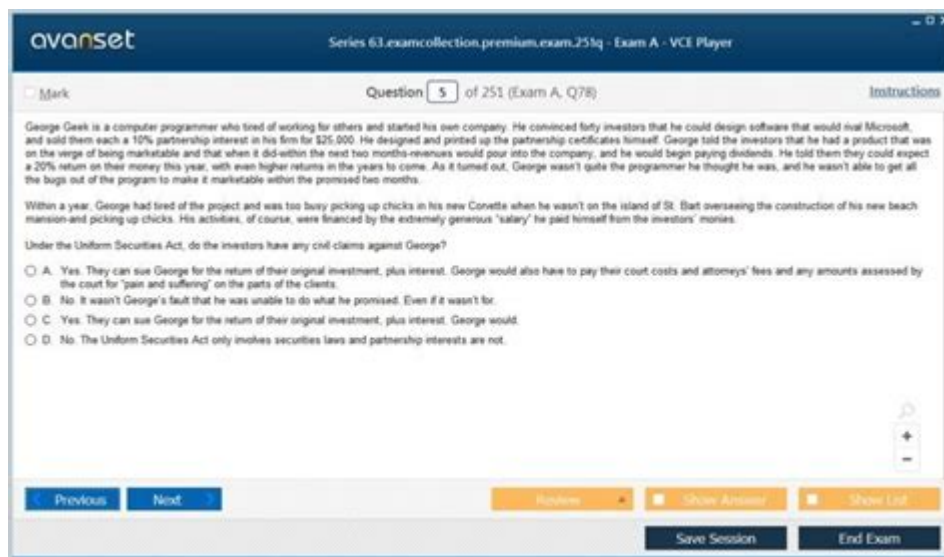 avanset
Series 63.examcollection.premium.exam.251q - Exam A - VCE Player
Mark
Question 5 of 251 (Exam A, Q78)
Instructions
George Geek is a computer programmer who tired of working for others and started his own company. He convinced forty investors that he could design software that would rival Microsoft,
and sold them each a 10% partnership interest in his firm for $25,000. He designed and printed up the partnership certificates himself. George told the investors that he had a product that was
on the verge of being marketable and that when it did-within the next two months-revenues would pour into the company, and he would begin paying dividends. He told them they could expect
a 20% return on their money this year, with even higher returns in the years to come. As it turned out, George wasn't quite the programmer he thought he was, and he wasn't able to get all
the bugs out of the program to make it marketable within the promised two months.
Within a year, George had tired of the project and was too busy picking up chicks in his new Corvette when he wasn't on the island of St. Bart overseeing the construction of his new beach
mansion-and picking up chicks. His activities, of course, were financed by the extremely generous "salary" he paid himself from the investors' monies.
Under the Uniform Securities Act, do the investors have any civil claims against George?
A. Yes. They can sue George for the return of their original investment, plus interest. George would also have to pay their court costs and attorneys' fees and any amounts assessed by
the court for "pain and suffering" on the parts of the clients.
B. No. It wasn't George's fault that he was unable to do what he promised. Even if it wasn't for.
C. Yes. They can sue George for the return of their original investment, plus interest. George would.
D. No. The Uniform Securities Act only involves securities laws and partnership interests are not.
Previous
Next
Review
Show Answer
Show List
Save Session
End Exam